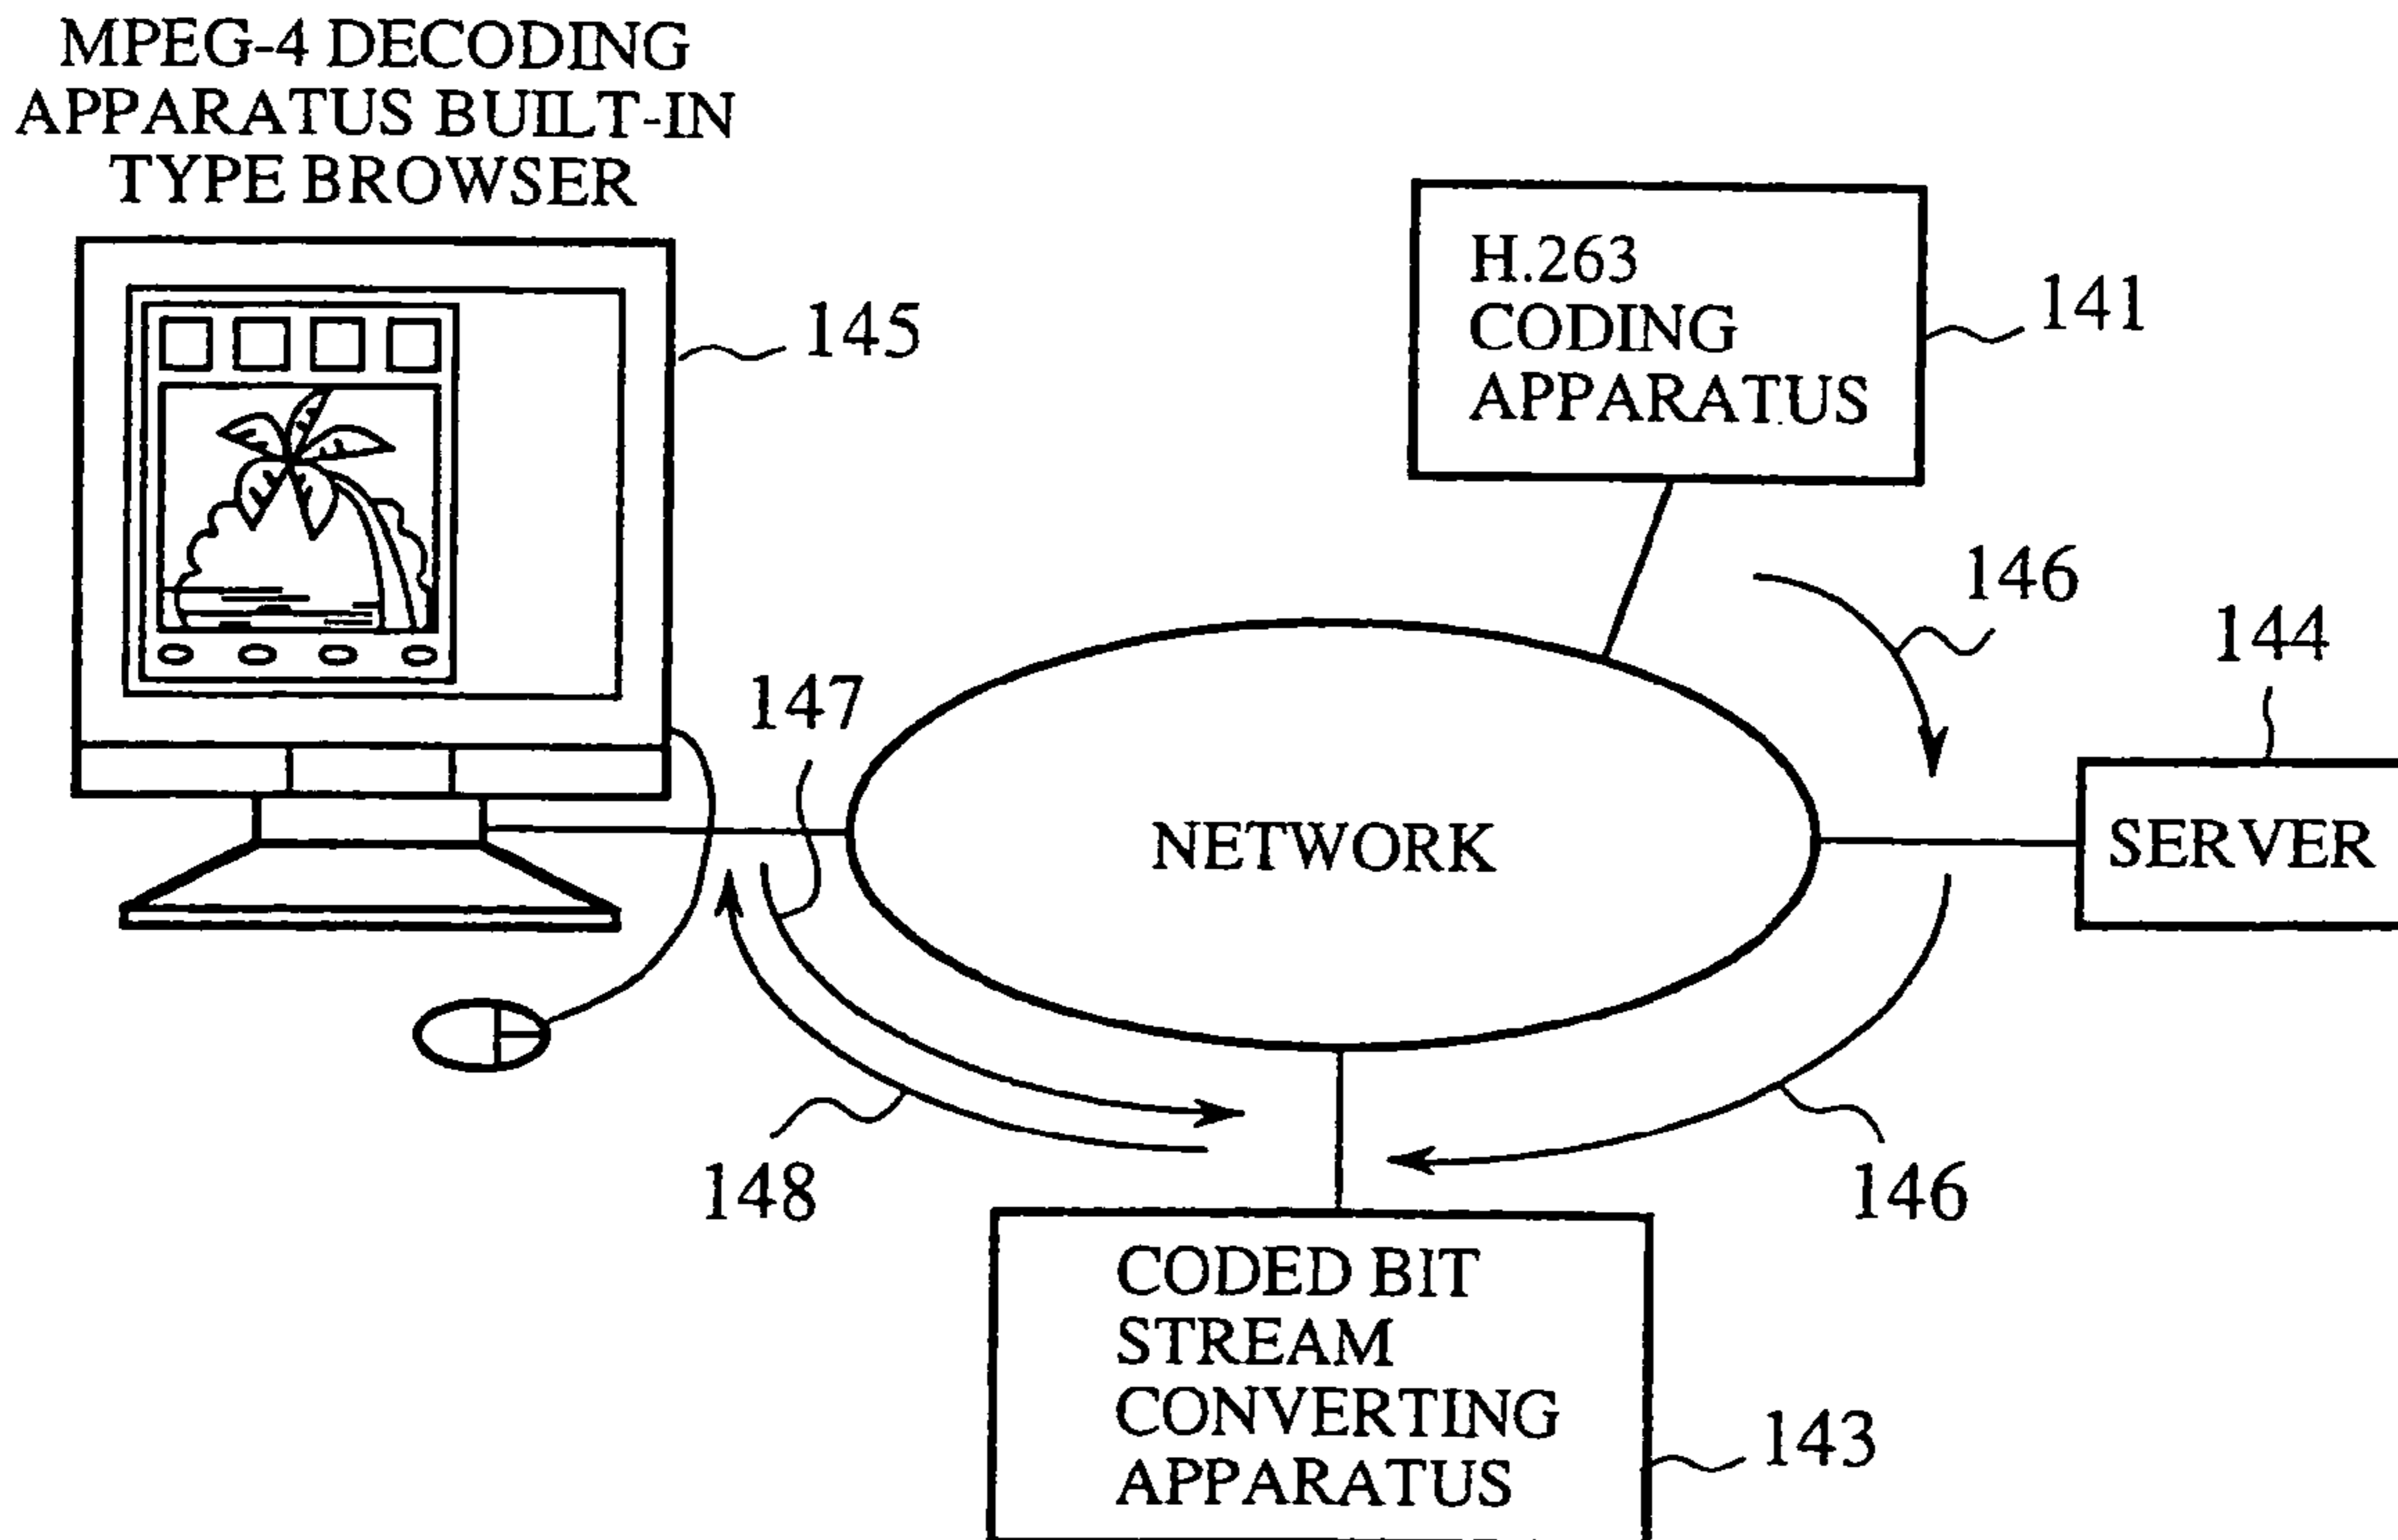 MPEG-4 DECODING
APPARATUS BUILT-IN
TYPE BROWSER
145
H.263
CODING
APPARATUS
141
146
144
147
NETWORK
SERVER
148
146
CODED BIT
STREAM
CONVERTING
APPARATUS
143